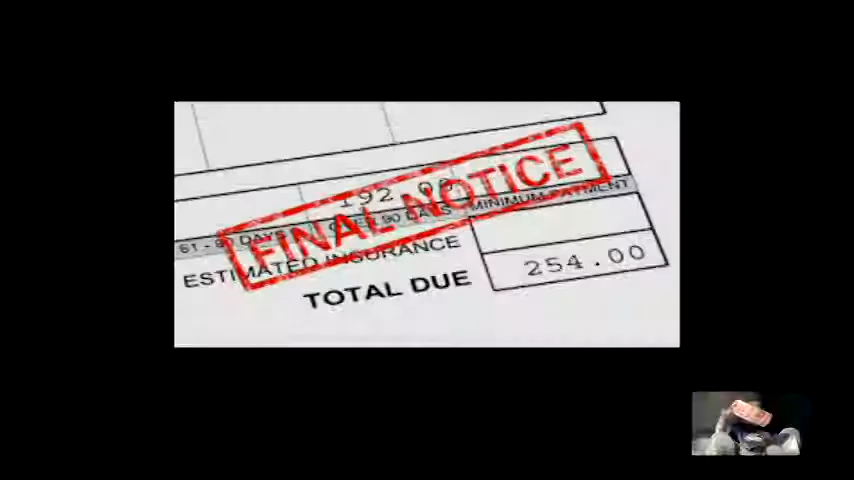 192.00
61 - 90 DAYS OVER 90 DAYS MINIMUM PAYMENT
FINAL NOTICE
ESTIMATED INSURANCE
TOTAL DUE 254.00